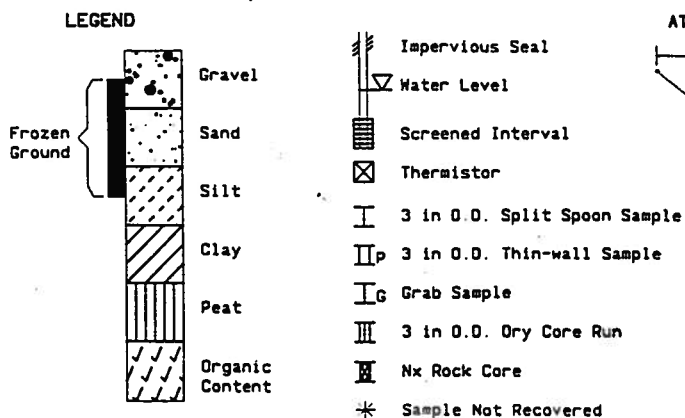 LEGEND
Gravel
Sand
Silt
Clay
Peat
Organic
Content
Frozen
Ground
Impervious Seal
Water Level
Screened Interval
Thermistor
3 in O.D. Split Spoon Sample
P 3 in O.D. Thin-wall Sample
G Grab Sample
3 in O.D. Dry Core Run
Nx Rock Core
Sample Not Recovered
AT